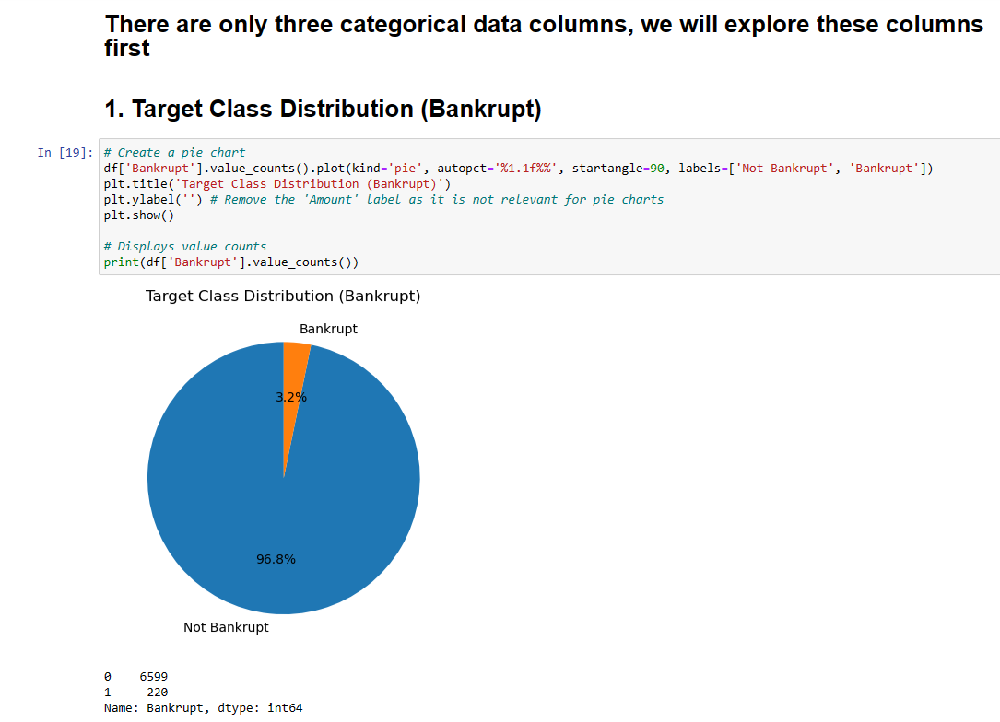 There are only three categorical data columns, we will explore these columns
first
1. Target Class Distribution (Bankrupt)
In [19]:
# Create a pie chart
df['Bankrupt'].value_counts().plot(kind='pie', autopct='%1.1f%%', startangle=90, labels=['Not Bankrupt', 'Bankrupt'])
plt.title('Target Class Distribution (Bankrupt)')
plt.ylabel('') # Remove the 'Amount' label as it is not relevant for pie charts
plt.show()
# Displays value counts
print(df['Bankrupt'].value_counts())
Target Class Distribution (Bankrupt)
Bankrupt
3.2%
96.8%
Not Bankrupt
0    6599
1     220
Name: Bankrupt, dtype: int64